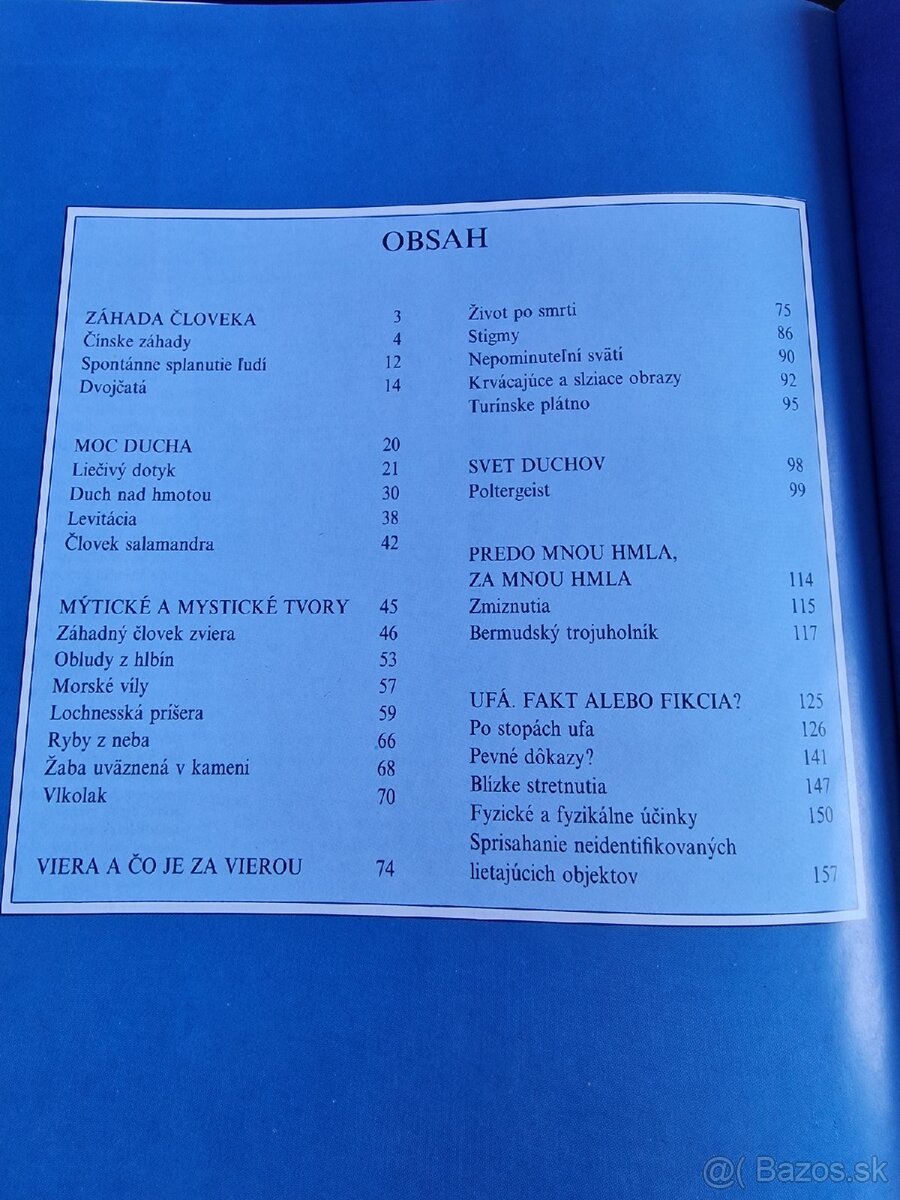 OBSAH
ZÁHADA ČLOVEKA 3
Čínske záhady 4
Spontánne splanutie ľudí 12
Dvojčatá 14
MOC DUCHA 20
Liečivý dotyk 21
Duch nad hmotou 30
Levitácia 38
Človek salamandra 42
MÝTICKÉ A MYSTICKÉ TVORY 45
Záhadný človek zviera 46
Obludy z hlbín 53
Morské víly 57
Lochnesská príšera 59
Ryby z neba 66
Žaba uväznená v kameni 68
Vlkolak 70
VIERA A ČO JE ZA VIEROU 74
Život po smrti 75
Stigmy 86
Nepominuteľní svätí 90
Krvácajúce a slziace obrazy 92
Turínske plátno 95
SVET DUCHOV 98
Poltergeist 99
PREDO MNOU HMLA,
ZA MNOU HMLA 114
Zmiznutia 115
Bermudský trojuholník 117
UFÁ. FAKT ALEBO FIKCIA? 125
Po stopách ufa 126
Pevné dôkazy? 141
Blízke stretnutia 147
Fyzické a fyzikálne účinky 150
Sprisahanie neidentifikovaných
lietajúcich objektov 157
@( Bazos.sk